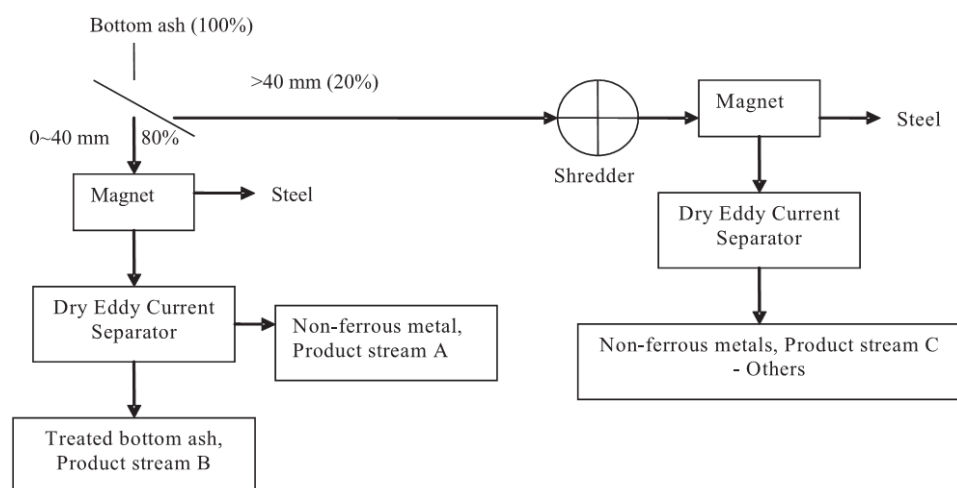 Bottom ash (100%)
>40 mm (20%)
0~40 mm
80%
Magnet
Steel
Shredder
Magnet
Steel
Dry Eddy Current
Separator
Dry Eddy Current
Separator
Non-ferrous metal,
Product stream A
Non-ferrous metals, Product stream C
- Others
Treated bottom ash,
Product stream B